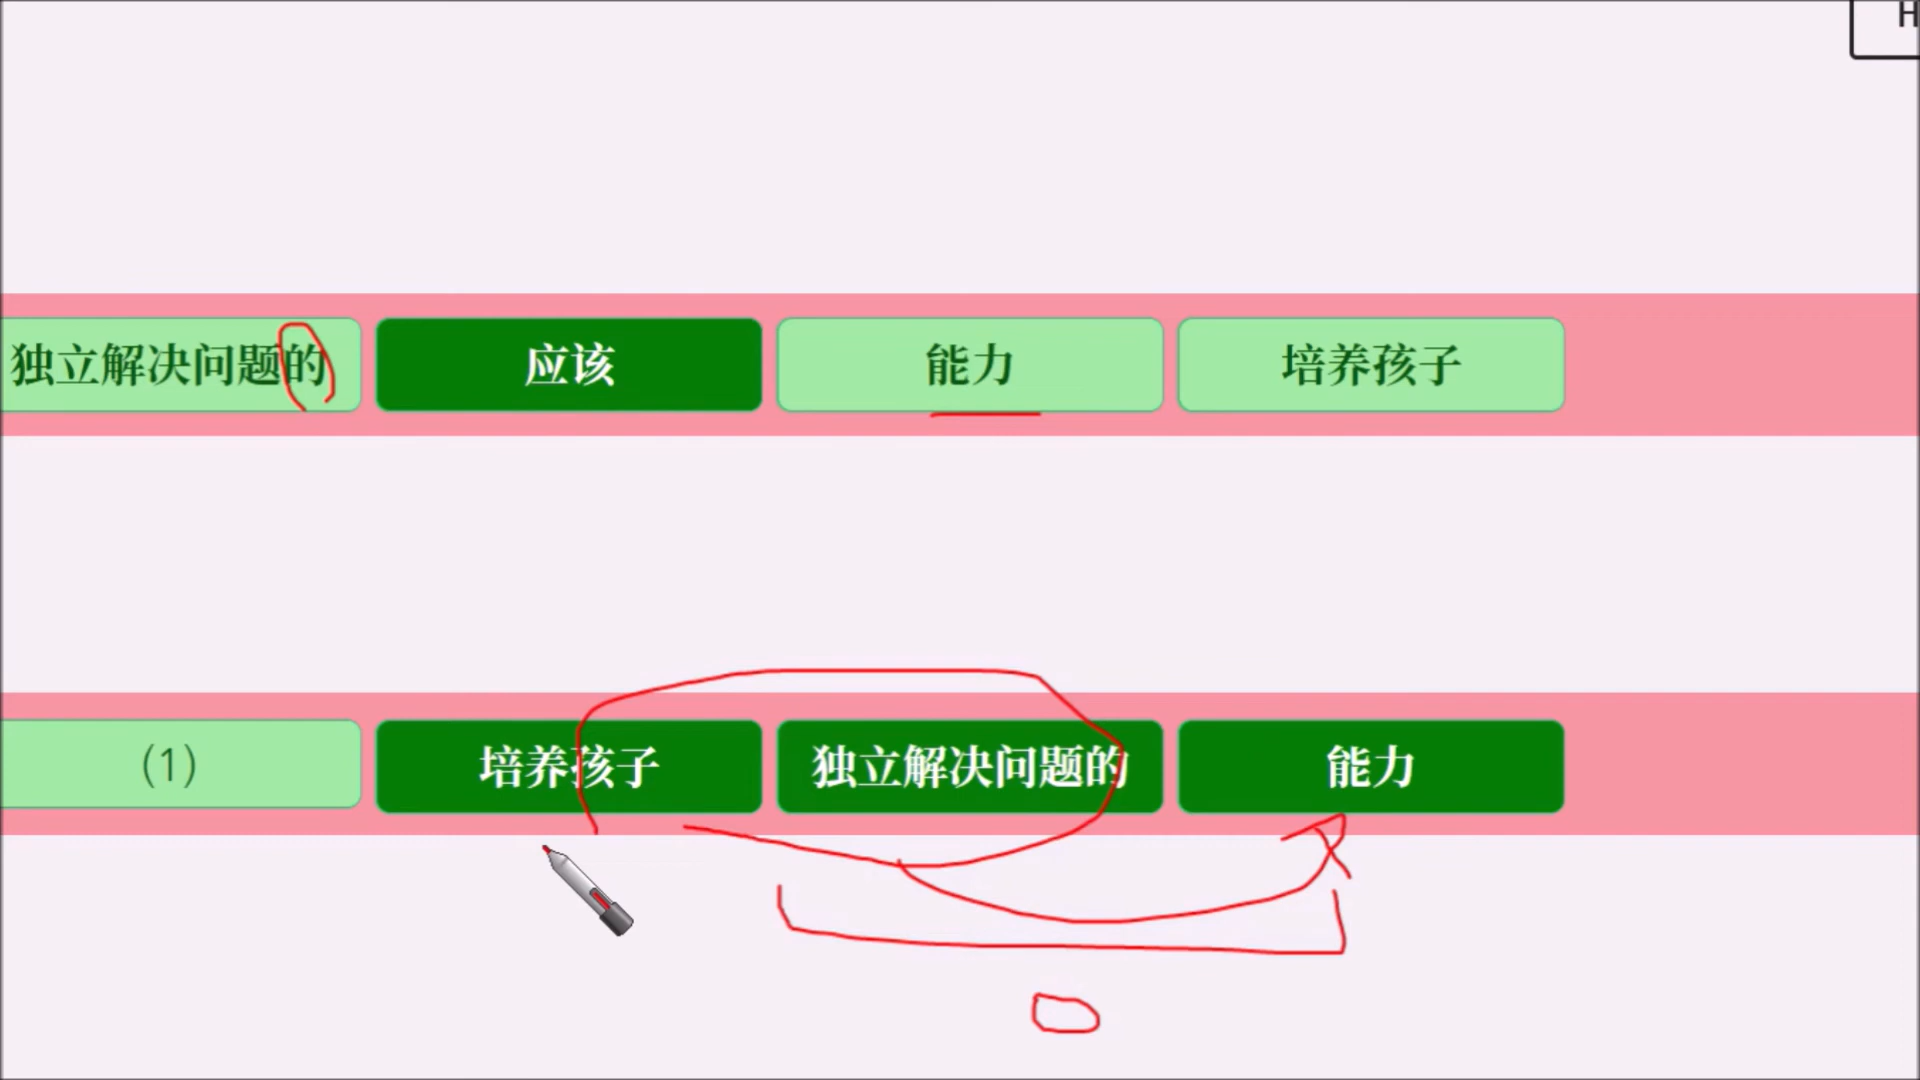 H
独立解决问题的 应该 能力 培养孩子
(1) 培养孩子 独立解决问题的 能力